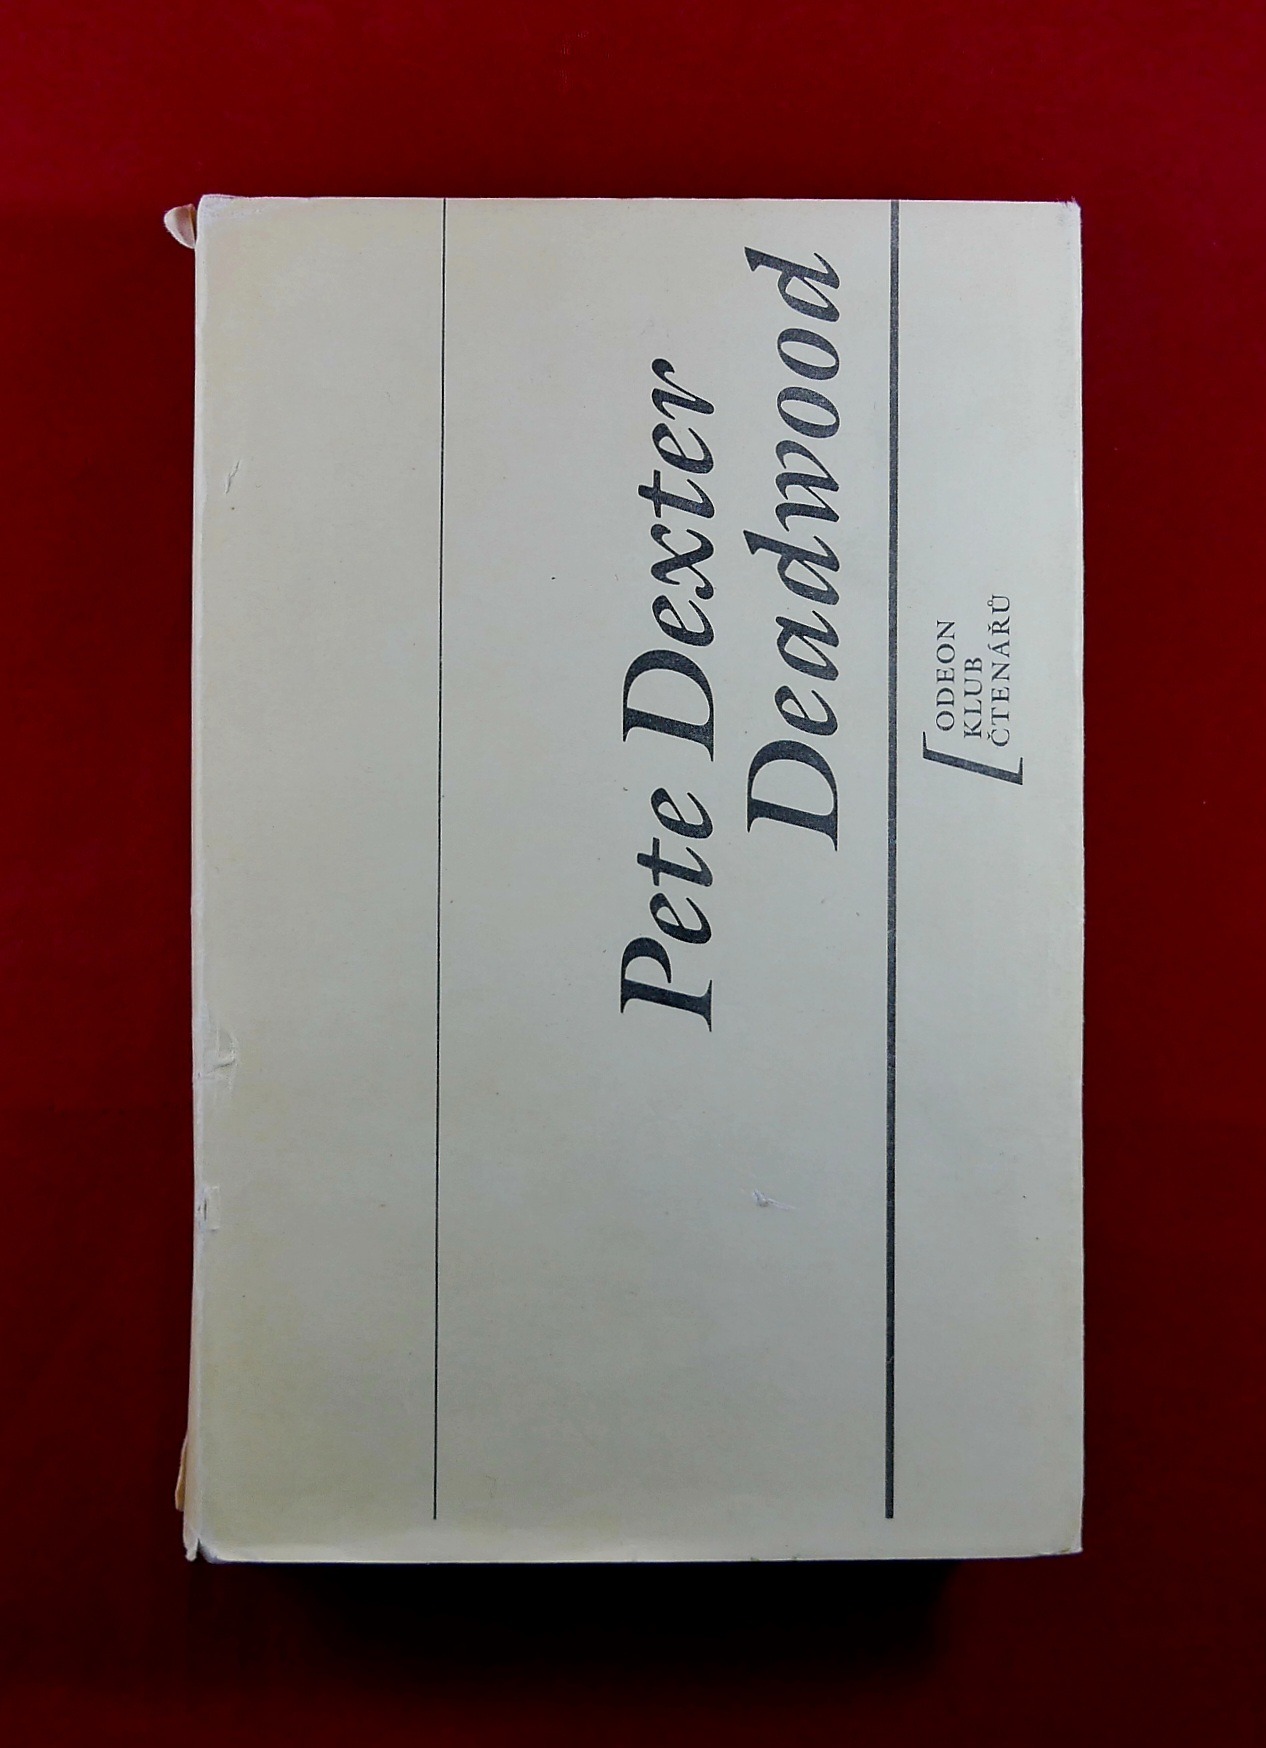 Pete Dexter
Deadwood
ODEON
KLUB
ČTENÁŘŮ